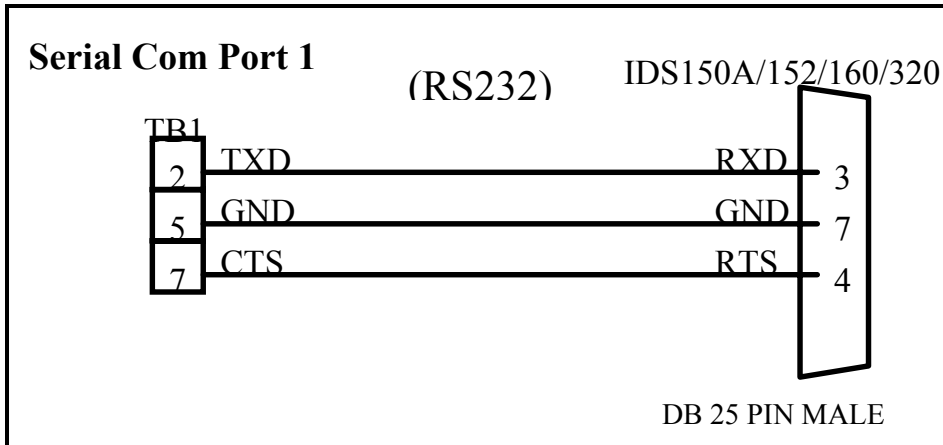 Serial Com Port 1
(RS232)
IDS150A/152/160/320
TB1
2 TXD RXD 3
5 GND GND 7
7 CTS RTS 4
DB 25 PIN MALE